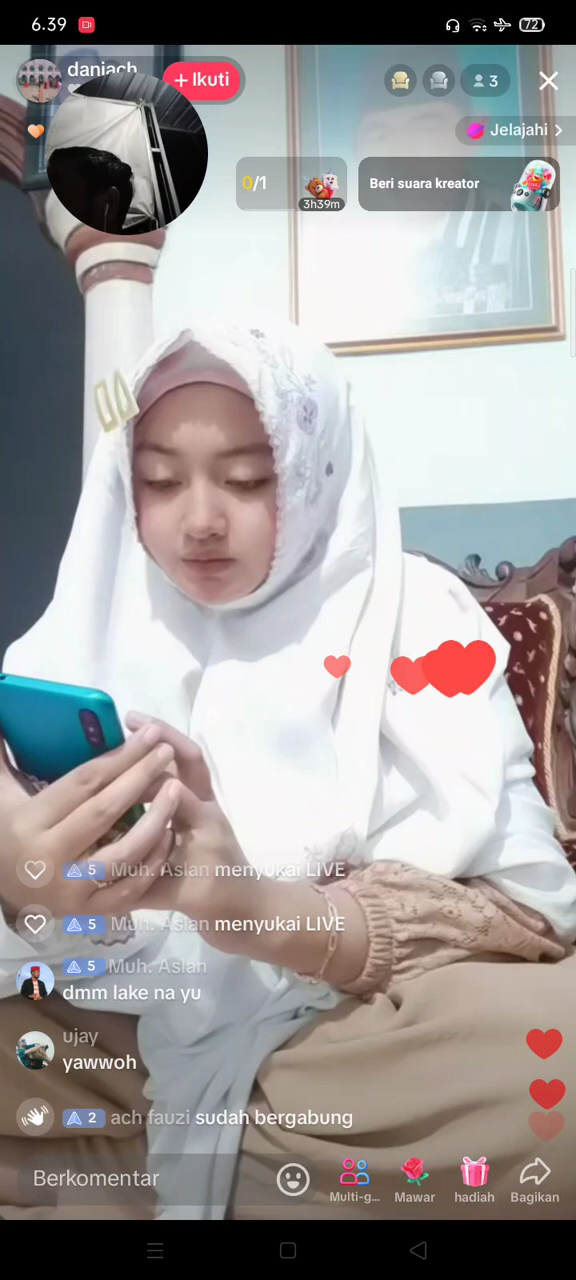 6.39
72
daniach
+ Ikuti
3
Jelajahi >
0/1
3h39m
Beri suara kreator
5 Muh. Aslan menyukai LIVE
5 Muh. Aslan menyukai LIVE
5 Muh. Aslan
dmm lake na yu
ujay
yawwoh
2 ach fauzi sudah bergabung
Berkomentar
Multi-g...
Mawar
hadiah
Bagikan